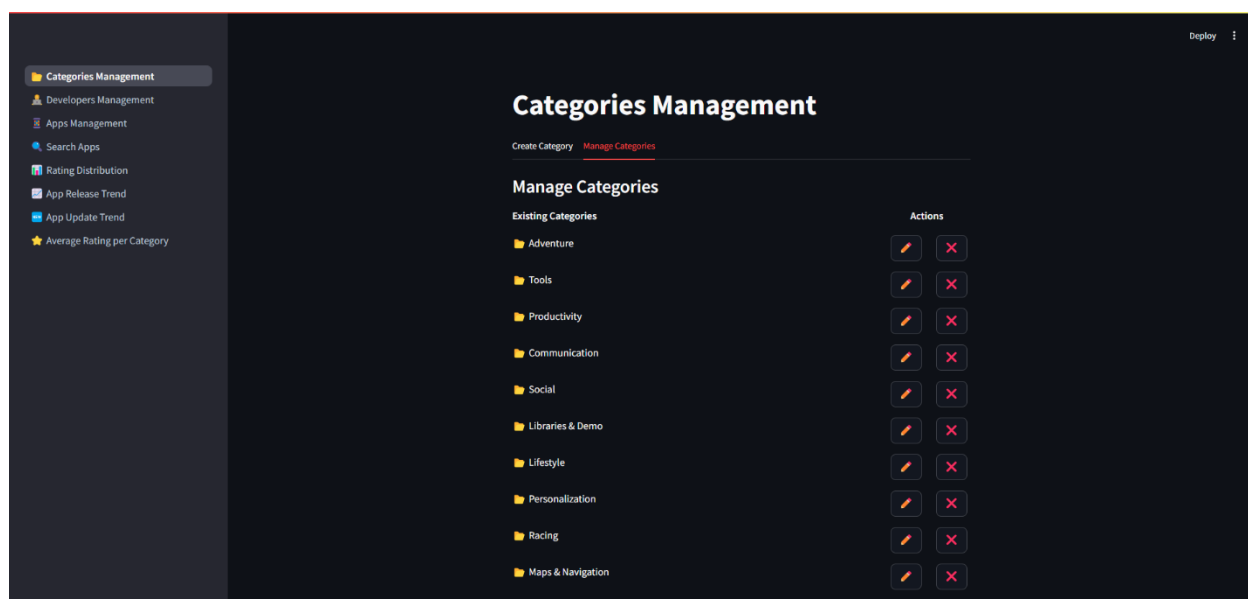 Deploy
Categories Management
Developers Management
Apps Management
Search Apps
Rating Distribution
App Release Trend
App Update Trend
Average Rating per Category
Categories Management
Create Category Manage Categories
Manage Categories
Existing Categories Actions
Adventure
Tools
Productivity
Communication
Social
Libraries & Demo
Lifestyle
Personalization
Racing
Maps & Navigation